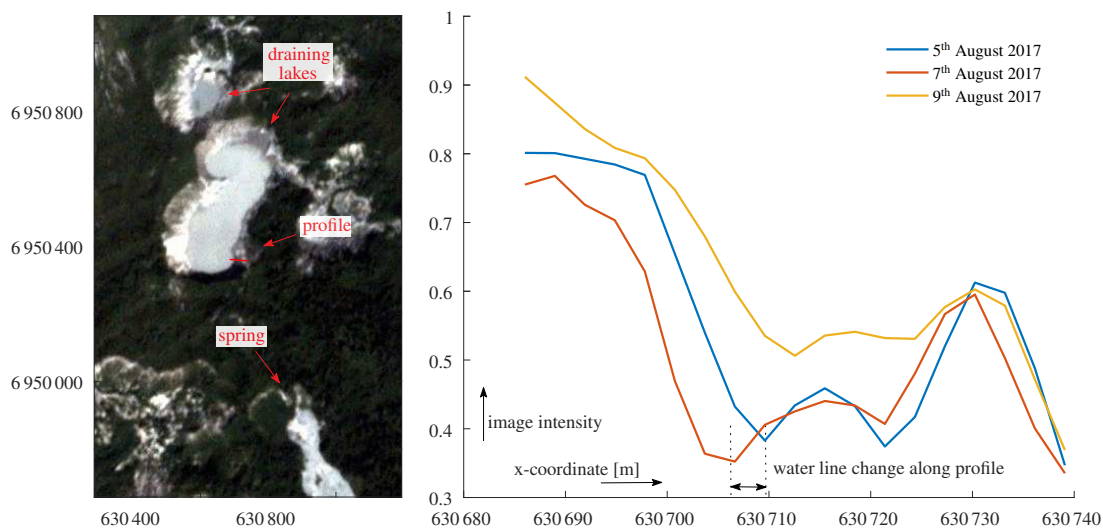 draining
lakes
profile
spring
6 950 800
6 950 400
6 950 000
630 400
630 800
1
0.9
0.8
0.7
0.6
0.5
0.4
0.3
5th August 2017
7th August 2017
9th August 2017
image intensity
x-coordinate [m]
water line change along profile
630 680
630 690
630 700
630 710
630 720
630 730
630 740